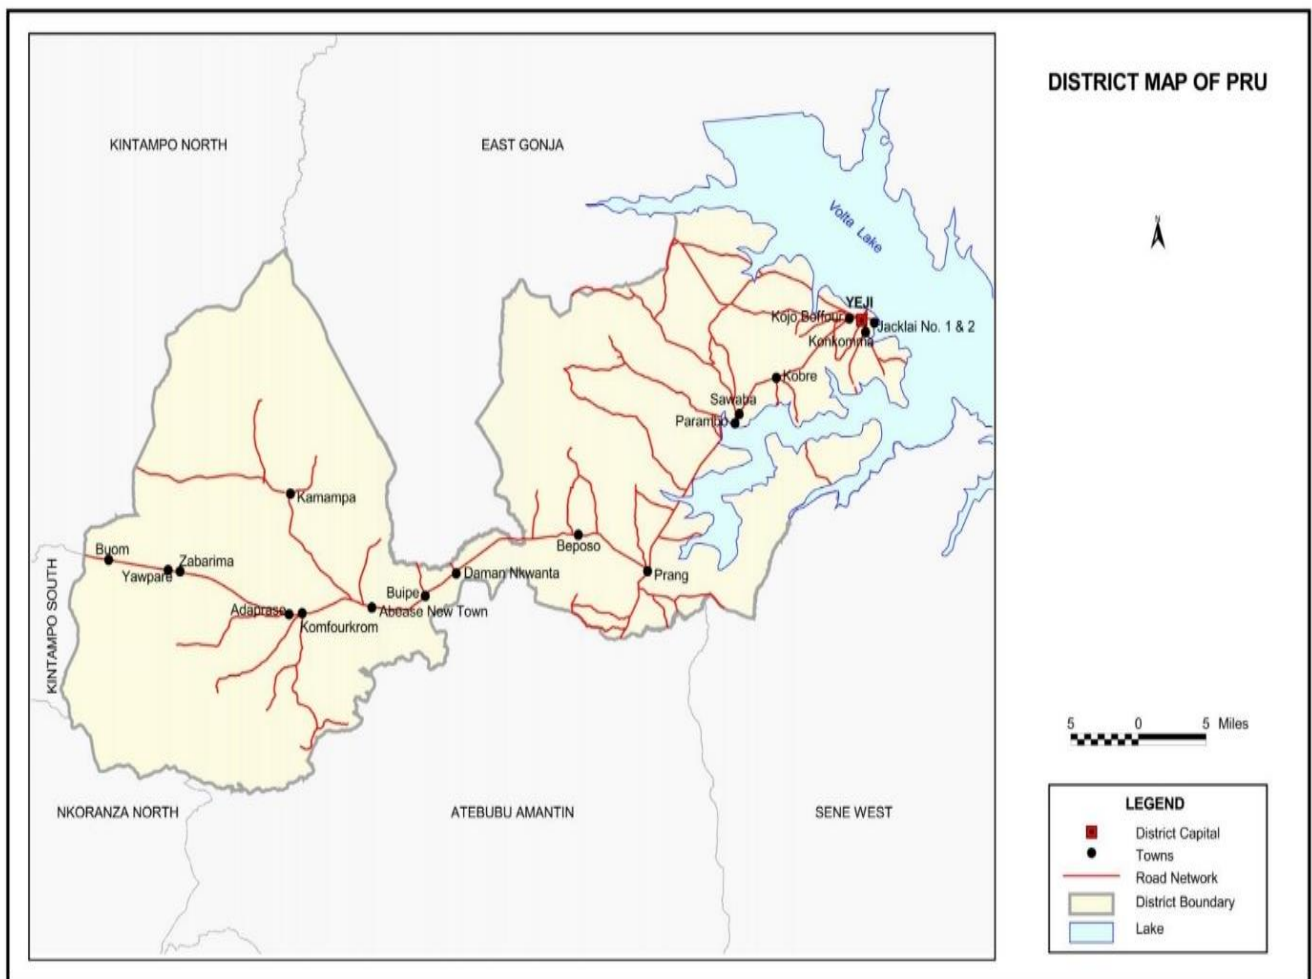 DISTRICT MAP OF PRU
KINTAMPO NORTH
EAST GONJA
Volta Lake
N
YEJI
Kojo Boffour
Jacklai No. 1 & 2
Konkomma
Kobre
Sawaba
Parambo
Kamampa
Buom
Zabarima
Yawpare
Beposo
Daman Nkwanta
Prang
Buipe
Abease New Town
Adapraso
Komfourkrom
KINTAMPO SOUTH
5 0 5 Miles
NKORANZA NORTH
ATEBUBU AMANTIN
SENE WEST
LEGEND
District Capital
Towns
Road Network
District Boundary
Lake